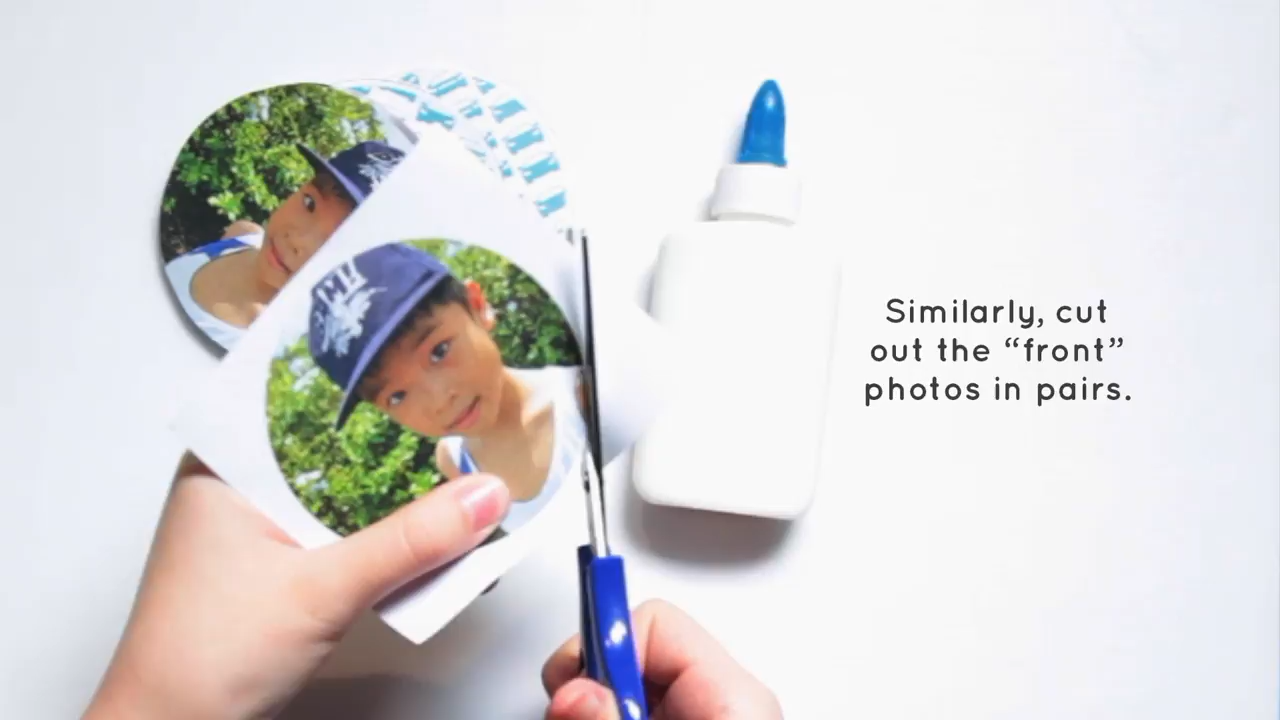 Similarly, cut
out the “front”
photos in pairs.